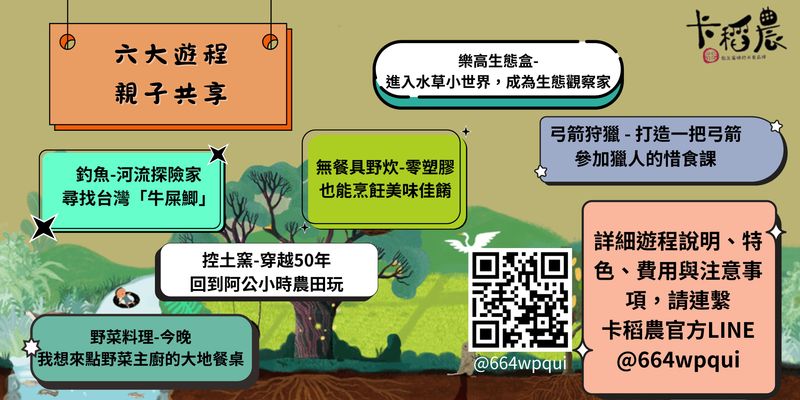 六大遊程
親子共享
卡稻農
樂高生態盒-
進入水草小世界，成為生態觀察家
弓箭狩獵 - 打造一把弓箭
參加獵人的惜食課
釣魚-河流探險家
尋找台灣「牛屎鯽」
無餐具野炊-零塑膠
也能烹飪美味佳餚
控土窯-穿越50年
回到阿公小時農田玩
野菜料理-今晚
我想來點野菜主廚的大地餐桌
@664wpqui
詳細遊程說明、特
色、費用與注意事
項，請連繫
卡稻農官方LINE
@664wpqui